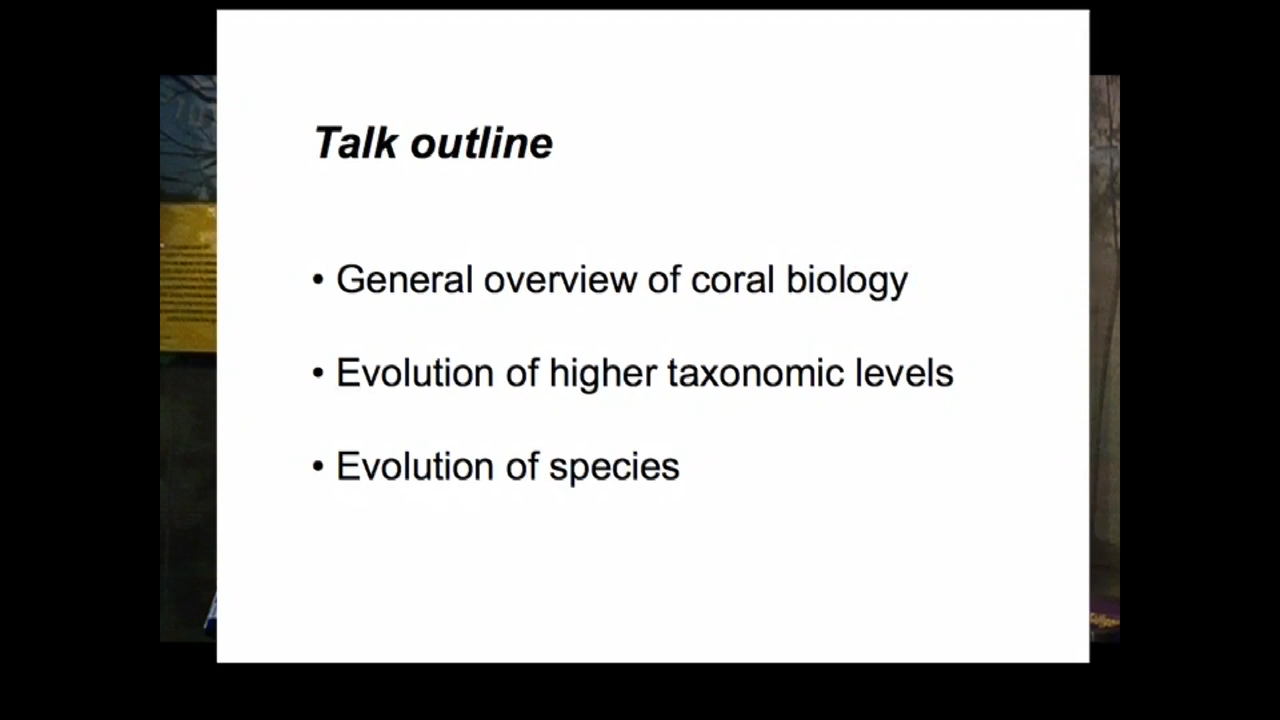 Talk outline
• General overview of coral biology
• Evolution of higher taxonomic levels
• Evolution of species